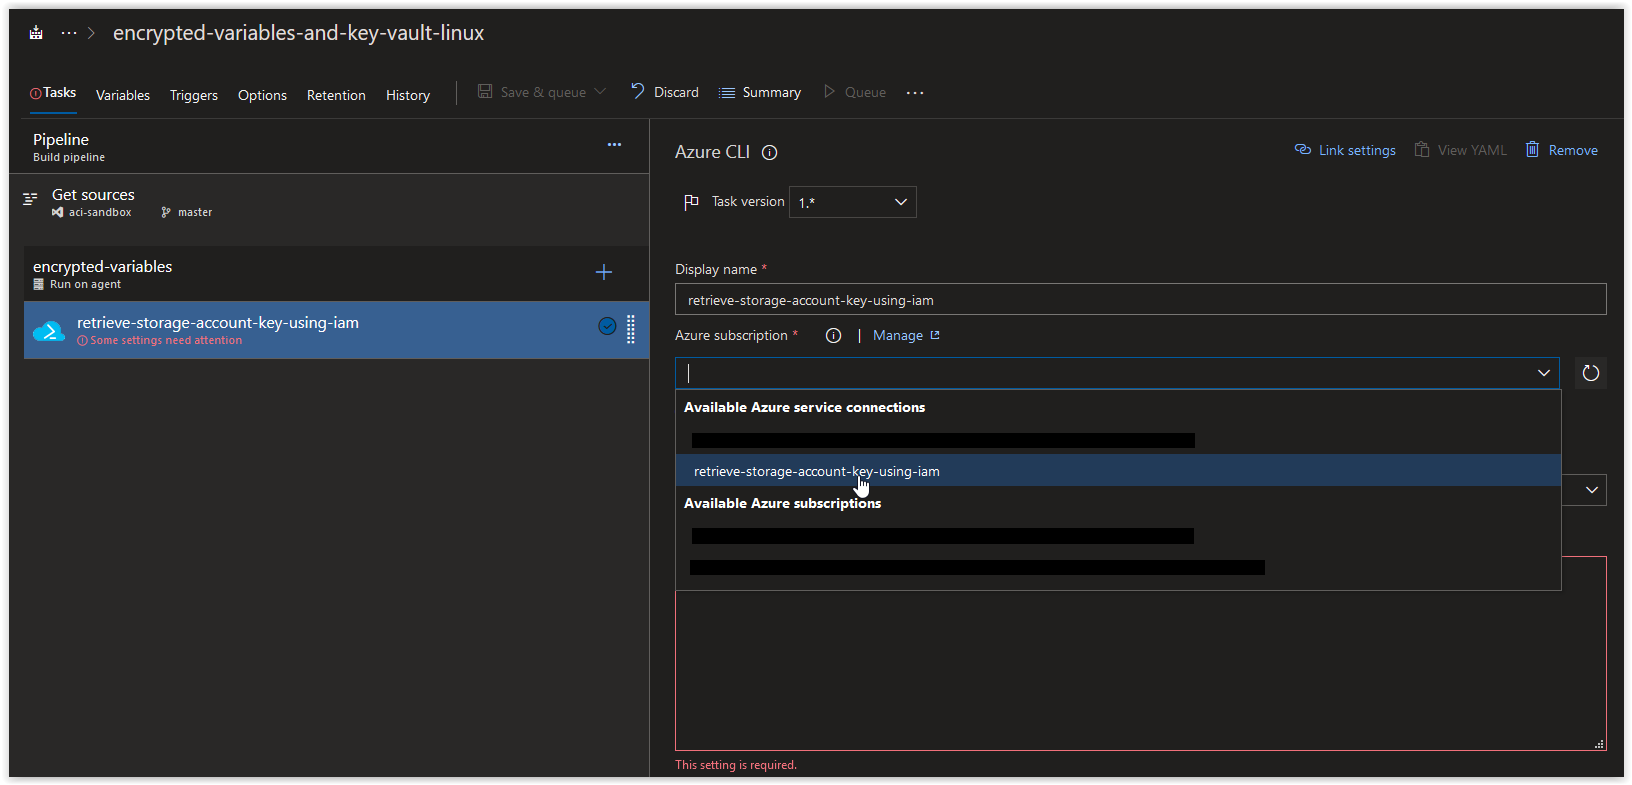 encrypted-variables-and-key-vault-linux
Tasks Variables Triggers Options Retention History Save & queue Discard Summary Queue ...
Pipeline
Build pipeline
...
Get sources
aci-sandbox master
encrypted-variables
Run on agent
retrieve-storage-account-key-using-iam
Some settings need attention
Azure CLI
Link settings View YAML Remove
Task version 1.*
Display name *
retrieve-storage-account-key-using-iam
Azure subscription * | Manage
Available Azure service connections
retrieve-storage-account-key-using-iam
Available Azure subscriptions
This setting is required.